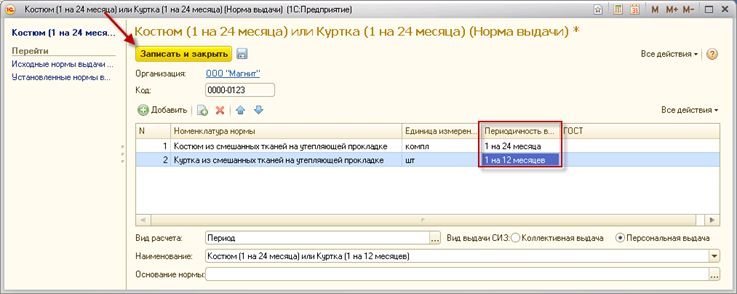 Костюм (1 на 24 месяца) или Куртка (1 на 24 месяца) (Норма выдачи) (1С:Предприятие)
M M+ M-
Костюм (1 на 24 меся...
Перейти
Исходные нормы выдачи ...
Установленные нормы в...
Костюм (1 на 24 месяца) или Куртка (1 на 24 месяца) (Норма выдачи) *
Записать и закрыть
Все действия
Организация: ООО "Магнит"
Код: 0000-0123
Добавить
Все действия
N Номенклатура нормы Единица измерен... Периодичность в... ГОСТ
1 Костюм из смешанных тканей на утепляющей прокладке компл 1 на 24 месяца
2 Куртка из смешанных тканей на утепляющей прокладке шт 1 на 12 месяцев
Вид расчета: Период ... Вид выдачи СИЗ: Коллективная выдача Персональная выдача
Наименование: Костюм (1 на 24 месяца) или Куртка (1 на 12 месяцев)
Основание нормы: ...